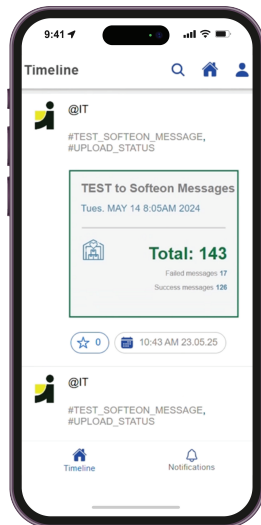 9:41
Timeline
@IT
#TEST_SOFTEON_MESSAGE,
#UPLOAD_STATUS
TEST to Softeon Messages
Tues. MAY 14 8:05AM 2024
Total: 143
Failed messages 17
Success messages 126
0
10:43 AM 23.05.25
@IT
#TEST_SOFTEON_MESSAGE,
#UPLOAD_STATUS
Timeline
Notifications